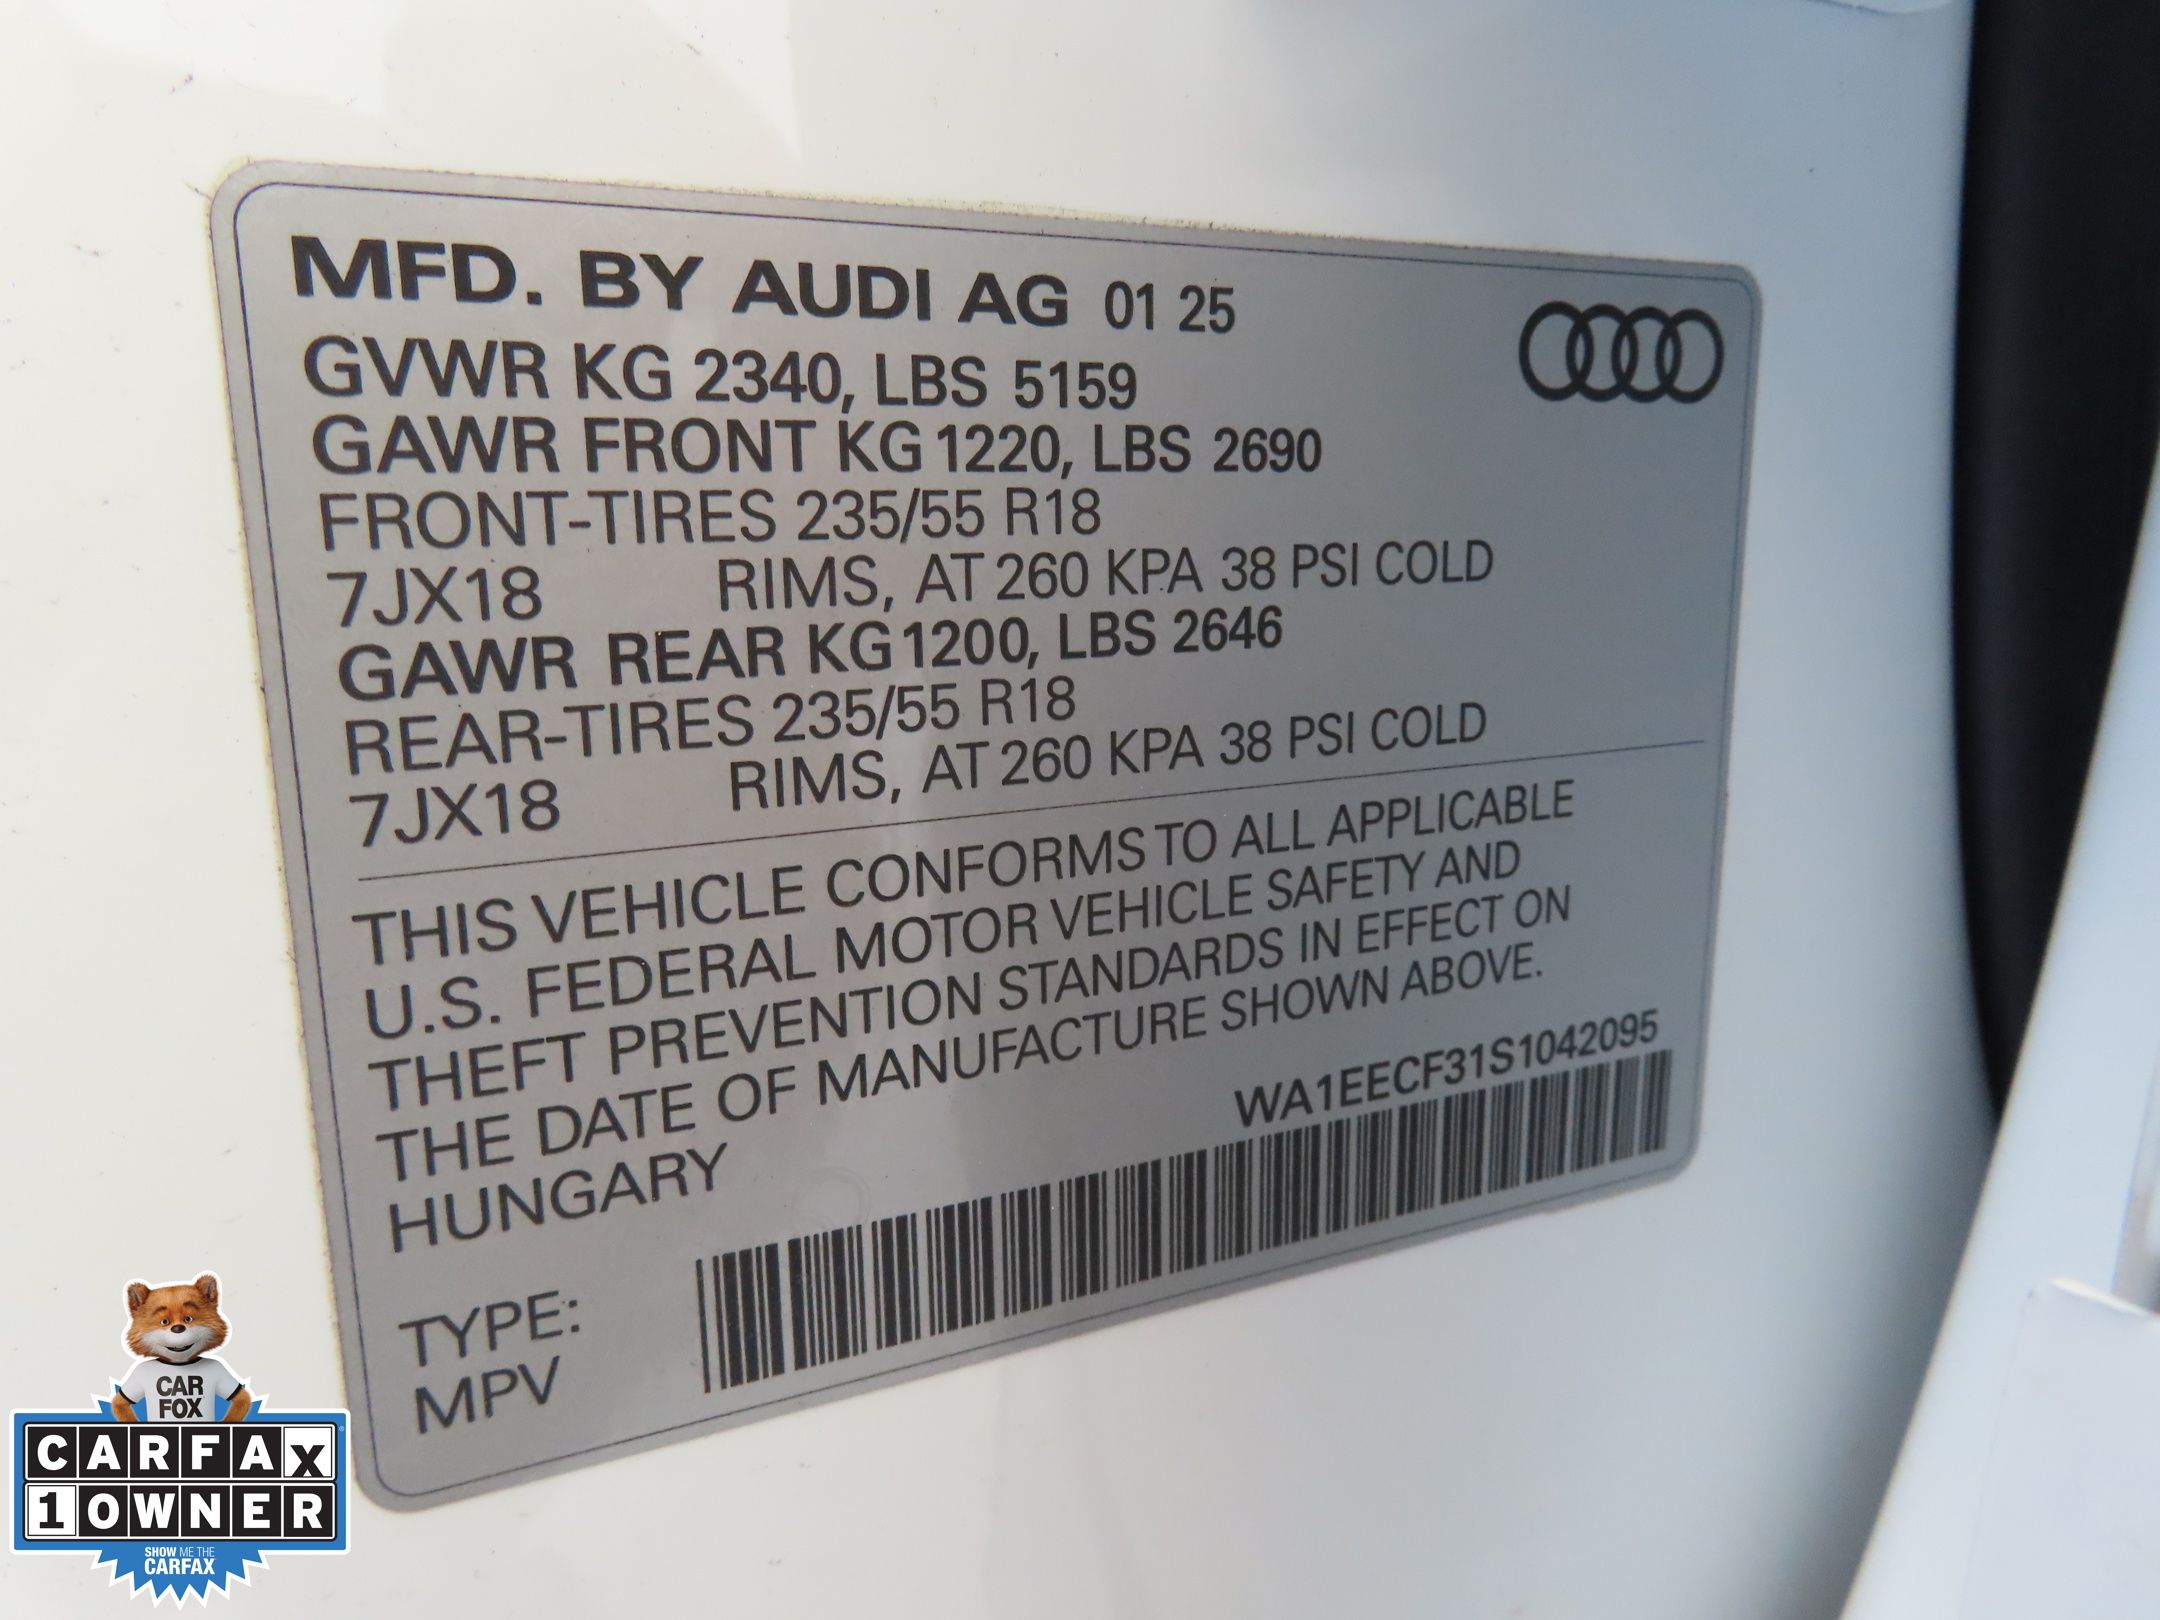 MFD. BY AUDI AG 01 25
GVWR KG 2340, LBS 5159
GAWR FRONT KG 1220, LBS 2690
FRONT-TIRES 235/55 R18
7JX18 RIMS, AT 260 KPA 38 PSI COLD
GAWR REAR KG 1200, LBS 2646
REAR-TIRES 235/55 R18
7JX18 RIMS, AT 260 KPA 38 PSI COLD
THIS VEHICLE CONFORMS TO ALL APPLICABLE
U.S. FEDERAL MOTOR VEHICLE SAFETY AND
THEFT PREVENTION STANDARDS IN EFFECT ON
THE DATE OF MANUFACTURE SHOWN ABOVE.
HUNGARY
WA1EECF31S1042095
TYPE:
MPV
CAR
FOX
CARFAX
1 OWNER
SHOW ME THE
CARFAX